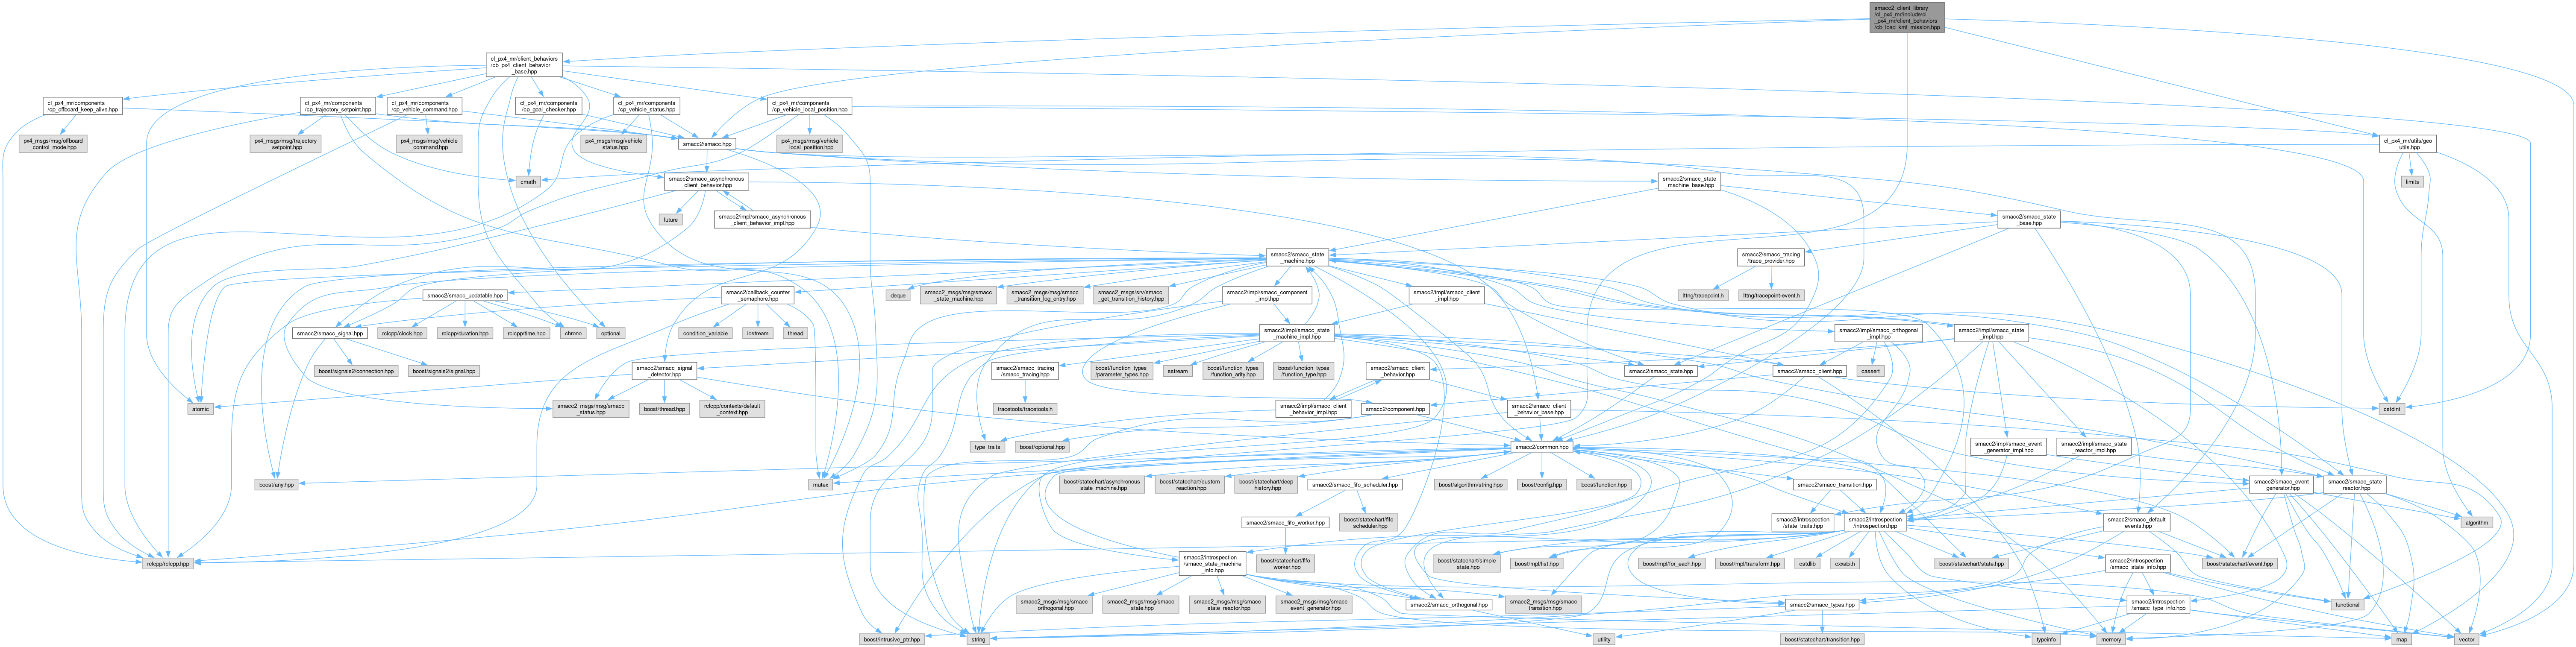 smacc2_client_library
/cl_px4_mr/include/cl
_px4_mr/client_behaviors
/cb_load_kml_mission.hpp
cl_px4_mr/client_behaviors
/cb_px4_client_behavior
_base.hpp
cl_px4_mr/components
/cp_offboard_keep_alive.hpp
cl_px4_mr/components
/cp_trajectory_setpoint.hpp
cl_px4_mr/components
/cp_vehicle_command.hpp
cl_px4_mr/components
/cp_goal_checker.hpp
cl_px4_mr/components
/cp_vehicle_status.hpp
cl_px4_mr/components
/cp_vehicle_local_position.hpp
px4_msgs/msg/offboard
_control_mode.hpp
px4_msgs/msg/trajectory
_setpoint.hpp
px4_msgs/msg/vehicle
_command.hpp
px4_msgs/msg/vehicle
_status.hpp
smacc2/smacc.hpp
px4_msgs/msg/vehicle
_local_position.hpp
cl_px4_mr/utils/geo
_utils.hpp
cmath
smacc2/smacc_asynchronous
_client_behavior.hpp
smacc2/smacc_state
_machine_base.hpp
limits
future
smacc2/impl/smacc_asynchronous
_client_behavior_impl.hpp
smacc2/smacc_state
_base.hpp
smacc2/smacc_state
_machine.hpp
smacc2/smacc_tracing
/trace_provider.hpp
smacc2/smacc_updatable.hpp
smacc2/callback_counter
_semaphore.hpp
deque
smacc2_msgs/msg/smacc
_state_machine.hpp
smacc2_msgs/msg/smacc
_transition_log_entry.hpp
smacc2_msgs/srv/smacc
_get_transition_history.hpp
smacc2/impl/smacc_component
_impl.hpp
smacc2/impl/smacc_client
_impl.hpp
lttng/tracepoint.h
lttng/tracepoint-event.h
smacc2/smacc_signal.hpp
rclcpp/clock.hpp
rclcpp/duration.hpp
rclcpp/time.hpp
chrono
optional
condition_variable
iostream
thread
smacc2/impl/smacc_state
_machine_impl.hpp
smacc2/impl/smacc_orthogonal
_impl.hpp
smacc2/impl/smacc_state
_impl.hpp
boost/signals2/connection.hpp
boost/signals2/signal.hpp
smacc2/smacc_signal
_detector.hpp
smacc2/smacc_tracing
/smacc_tracing.hpp
boost/function_types
/parameter_types.hpp
sstream
boost/function_types
/function_arity.hpp
boost/function_types
/function_type.hpp
smacc2/smacc_client
_behavior.hpp
smacc2/smacc_state.hpp
smacc2/smacc_client.hpp
cassert
atomic
smacc2_msgs/msg/smacc
_status.hpp
boost/thread.hpp
rclcpp/contexts/default
_context.hpp
tracetools/tracetools.h
smacc2/impl/smacc_client
_behavior_impl.hpp
smacc2/component.hpp
smacc2/smacc_client
_behavior_base.hpp
cstdint
type_traits
boost/optional.hpp
smacc2/common.hpp
smacc2/impl/smacc_event
_generator_impl.hpp
smacc2/impl/smacc_state
_reactor_impl.hpp
boost/any.hpp
mutex
boost/statechart/asynchronous
_state_machine.hpp
boost/statechart/custom
_reaction.hpp
boost/statechart/deep
_history.hpp
smacc2/smacc_fifo_scheduler.hpp
boost/algorithm/string.hpp
boost/config.hpp
boost/function.hpp
smacc2/smacc_transition.hpp
smacc2/smacc_event
_generator.hpp
smacc2/smacc_state
_reactor.hpp
smacc2/smacc_fifo_worker.hpp
boost/statechart/fifo
_scheduler.hpp
smacc2/introspection
/state_traits.hpp
smacc2/introspection
/introspection.hpp
smacc2/smacc_default
_events.hpp
algorithm
rclcpp/rclcpp.hpp
smacc2/introspection
/smacc_state_machine
_info.hpp
boost/statechart/fifo
_worker.hpp
boost/statechart/simple
_state.hpp
boost/mpl/list.hpp
boost/mpl/for_each.hpp
boost/mpl/transform.hpp
cstdlib
cxxabi.h
boost/statechart/state.hpp
smacc2/introspection
/smacc_state_info.hpp
boost/statechart/event.hpp
smacc2_msgs/msg/smacc
_orthogonal.hpp
smacc2_msgs/msg/smacc
_state.hpp
smacc2_msgs/msg/smacc
_state_reactor.hpp
smacc2_msgs/msg/smacc
_event_generator.hpp
smacc2/smacc_orthogonal.hpp
smacc2_msgs/msg/smacc
_transition.hpp
smacc2/smacc_types.hpp
smacc2/introspection
/smacc_type_info.hpp
functional
boost/intrusive_ptr.hpp
string
utility
boost/statechart/transition.hpp
typeinfo
memory
map
vector